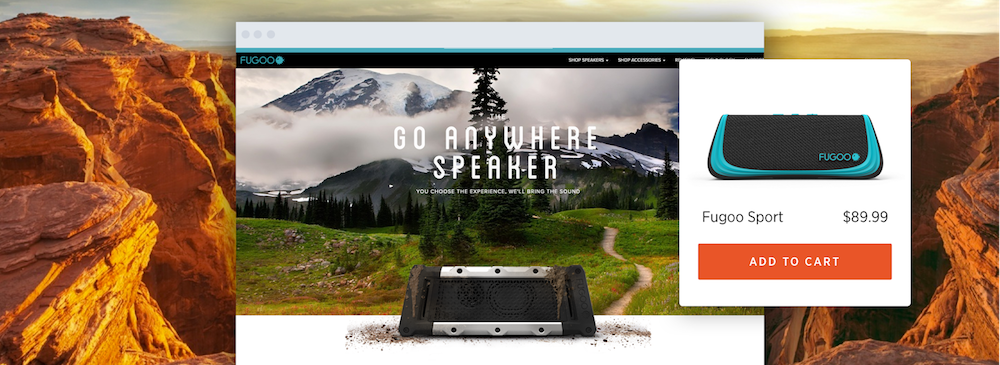 FUGOO
SHOP SPEAKERS
SHOP ACCESSORIES
THE
GO ANYWHERE
SPEAKER
YOU CHOOSE THE EXPERIENCE, WE'LL BRING THE SOUND
FUGOO
Fugoo Sport
$89.99
ADD TO CART